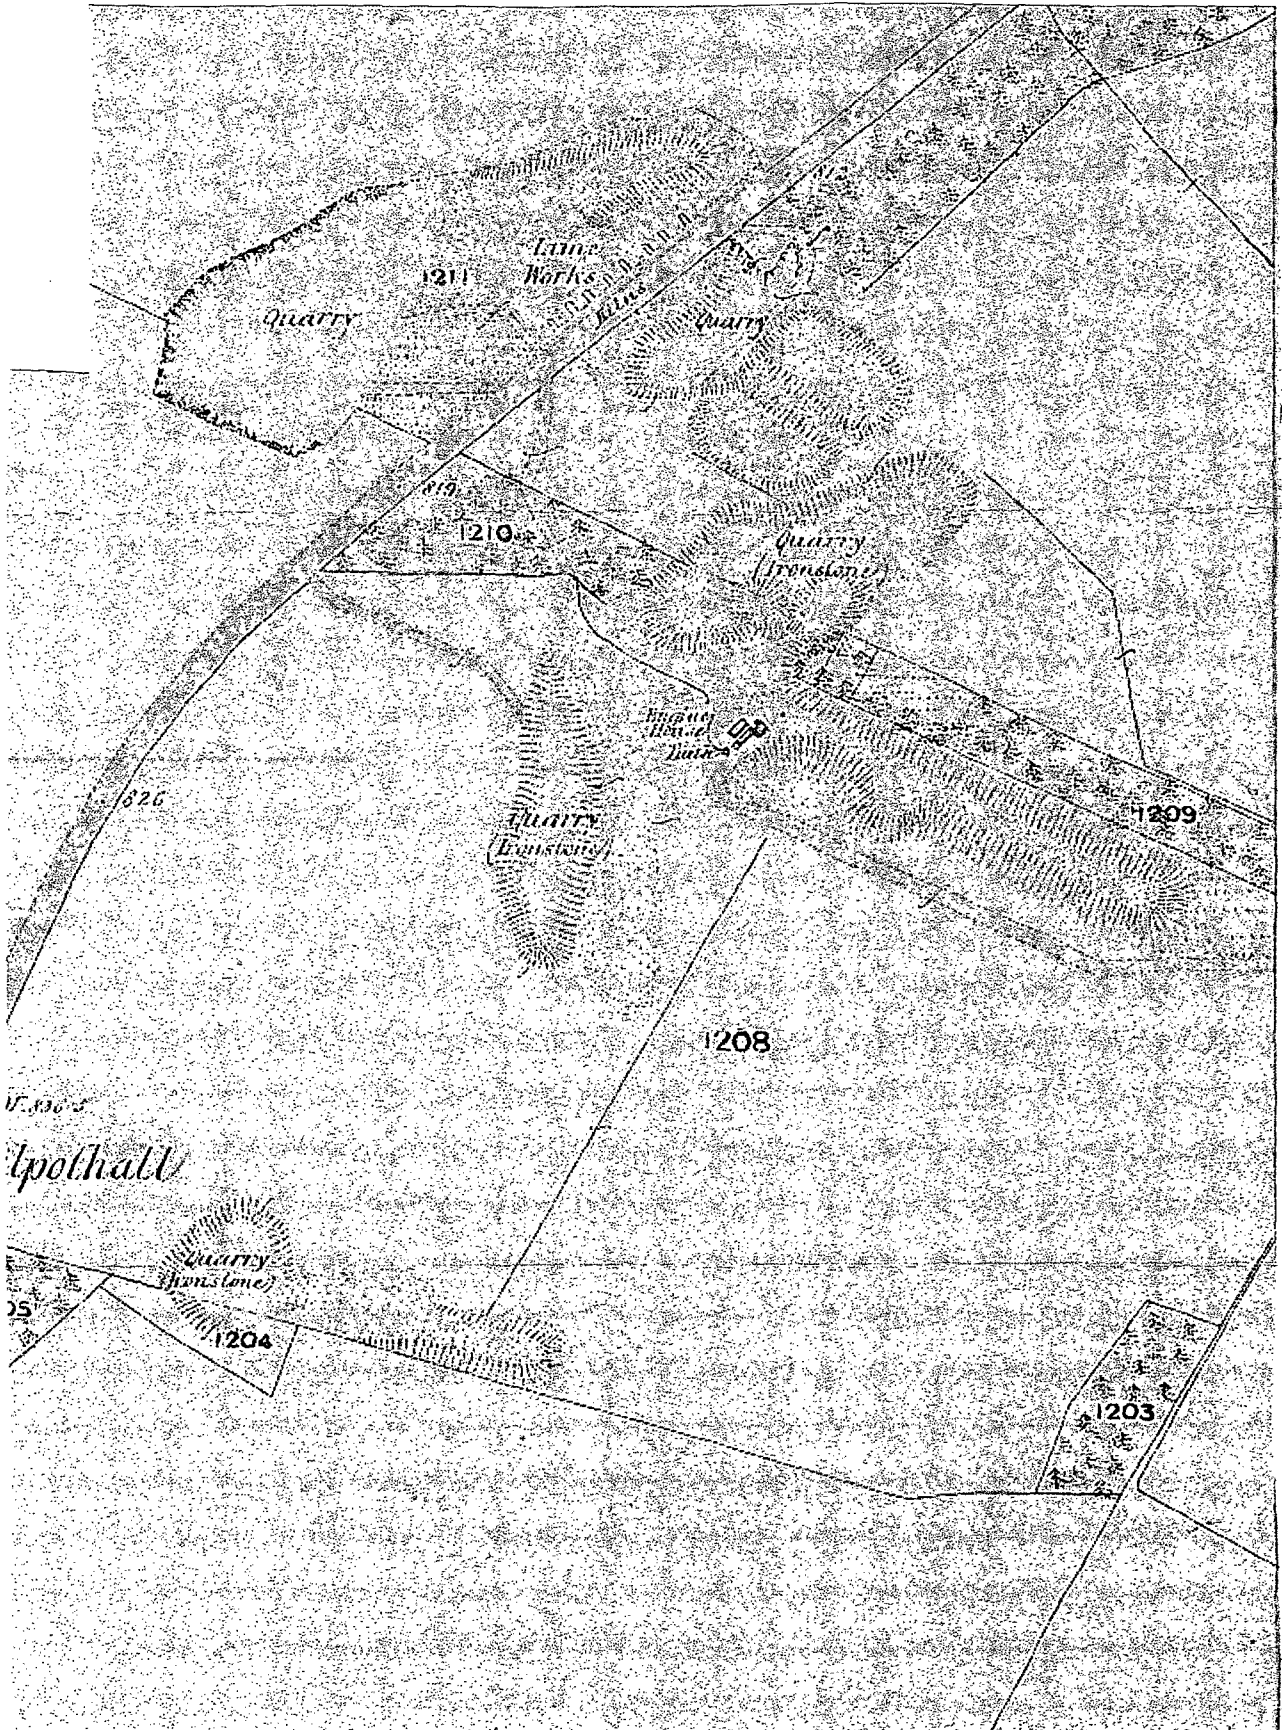 Lime
Works
1211
Kilns
Quarry
Quarry
819
1210
Quarry
(Ironstone)
Engine
House
826
1209
Quarry
(Ironstone)
1208
lpothall
Quarry
(Ironstone)
05
1204
1203